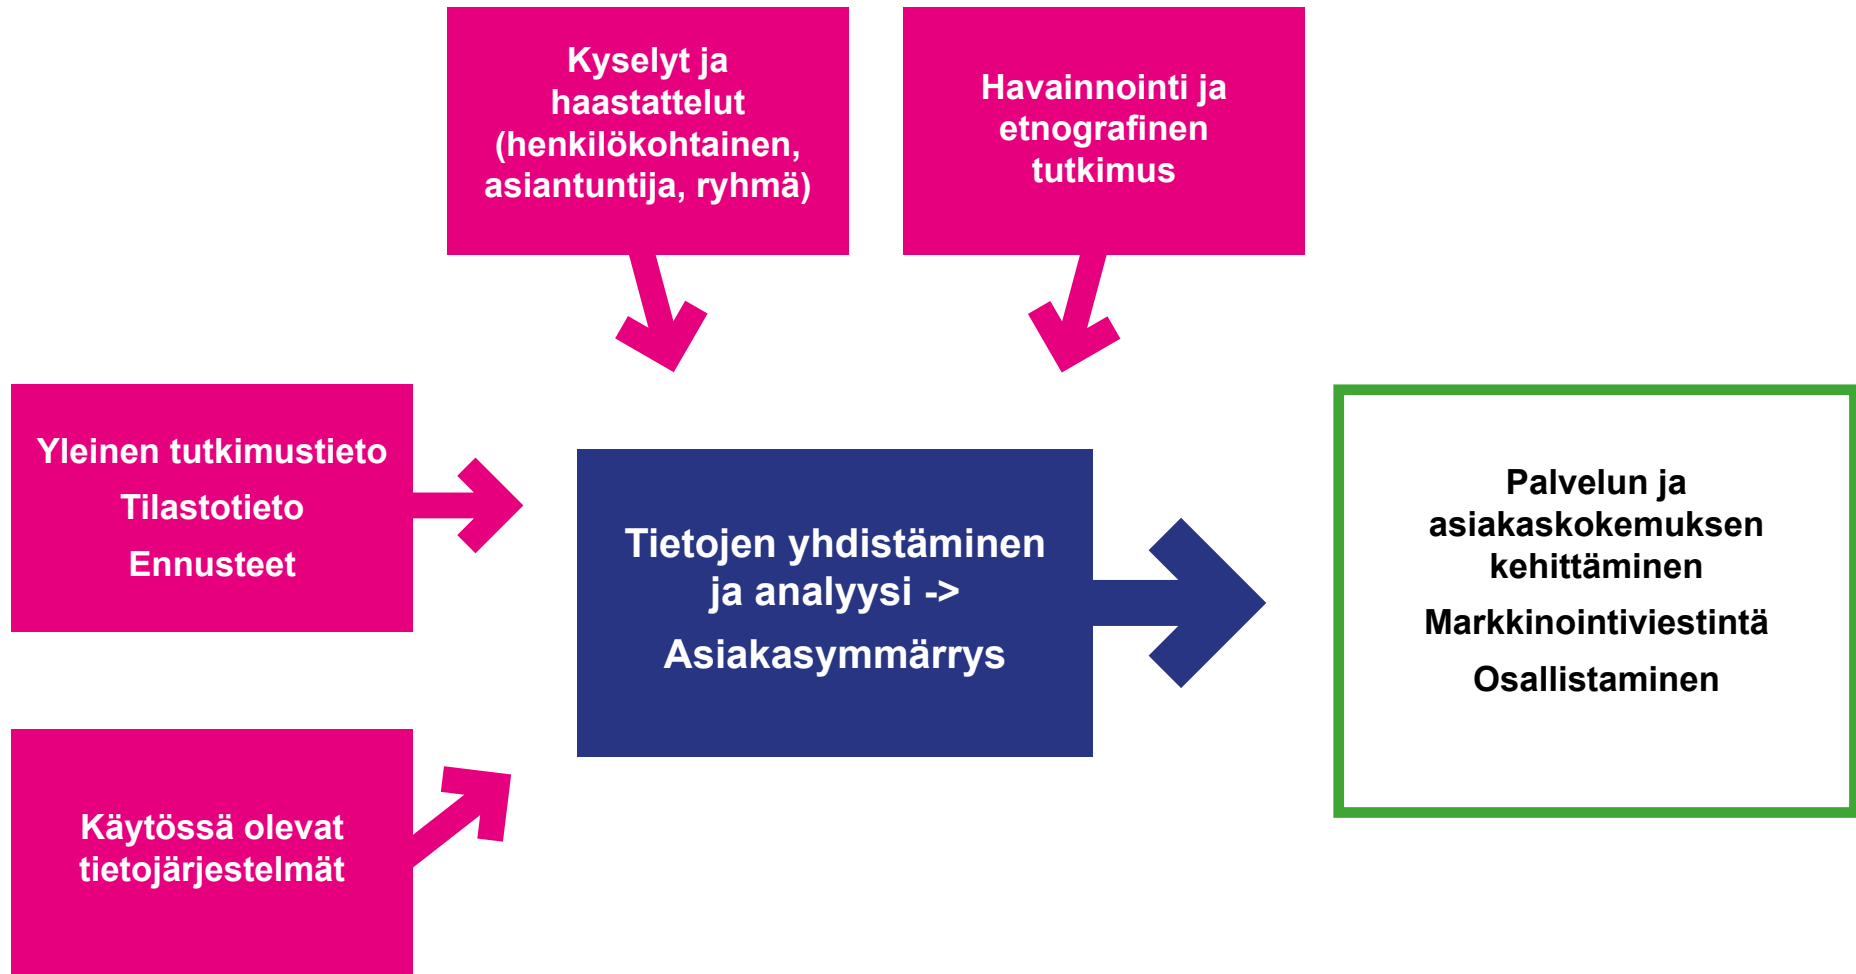 Kyselyt ja
haastattelut
(henkilökohtainen,
asiantuntija, ryhmä)
Havainnointi ja
etnografinen
tutkimus
Yleinen tutkimustieto
Tilastotieto
Ennusteet
Tietojen yhdistäminen
ja analyysi ->
Asiakasymmärrys
Palvelun ja
asiakaskokemuksen
kehittäminen
Markkinointiviestintä
Osallistaminen
Käytössä olevat
tietojärjestelmät